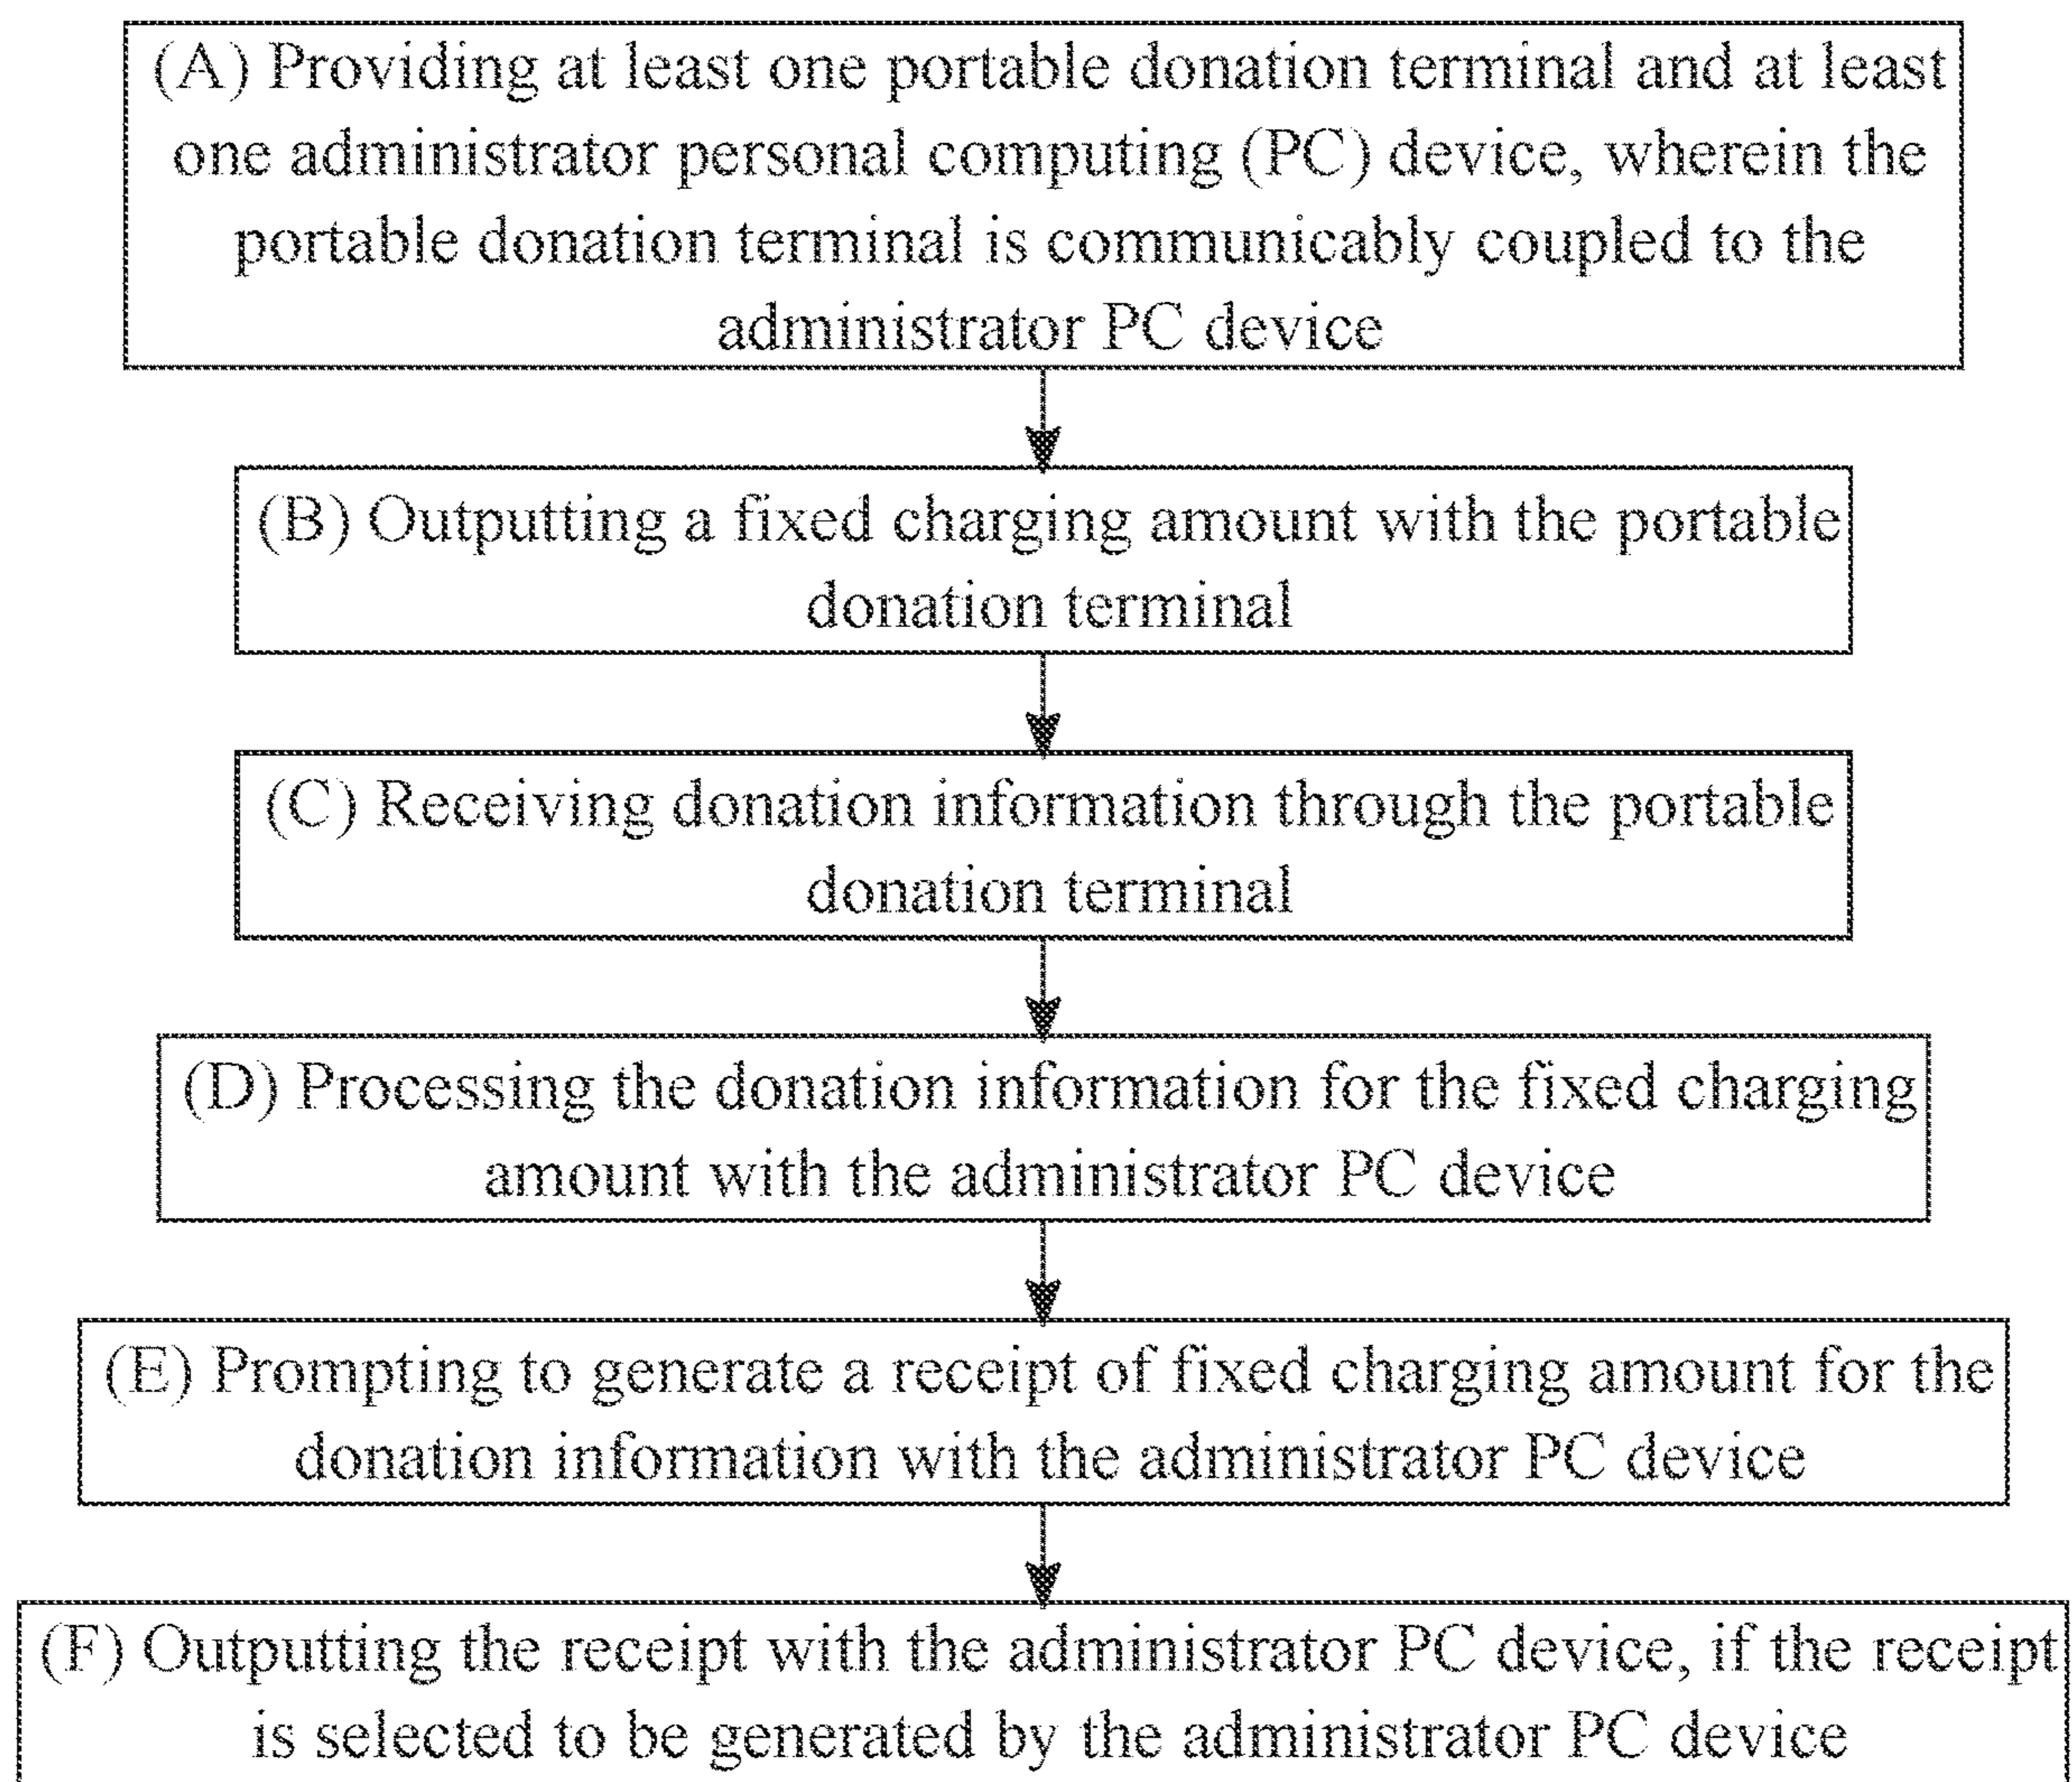 (A) Providing at least one portable donation terminal and at least
one administrator personal computing (PC) device, wherein the
portable donation terminal is communicably coupled to the
administrator PC device
(B) Outputting a fixed charging amount with the portable
donation terminal
(C) Receiving donation information through the portable
donation terminal
(D) Processing the donation information for the fixed charging
amount with the administrator PC device
(E) Prompting to generate a receipt of fixed charging amount for the
donation information with the administrator PC device
(F) Outputting the receipt with the administrator PC device, if the receipt
is selected to be generated by the administrator PC device